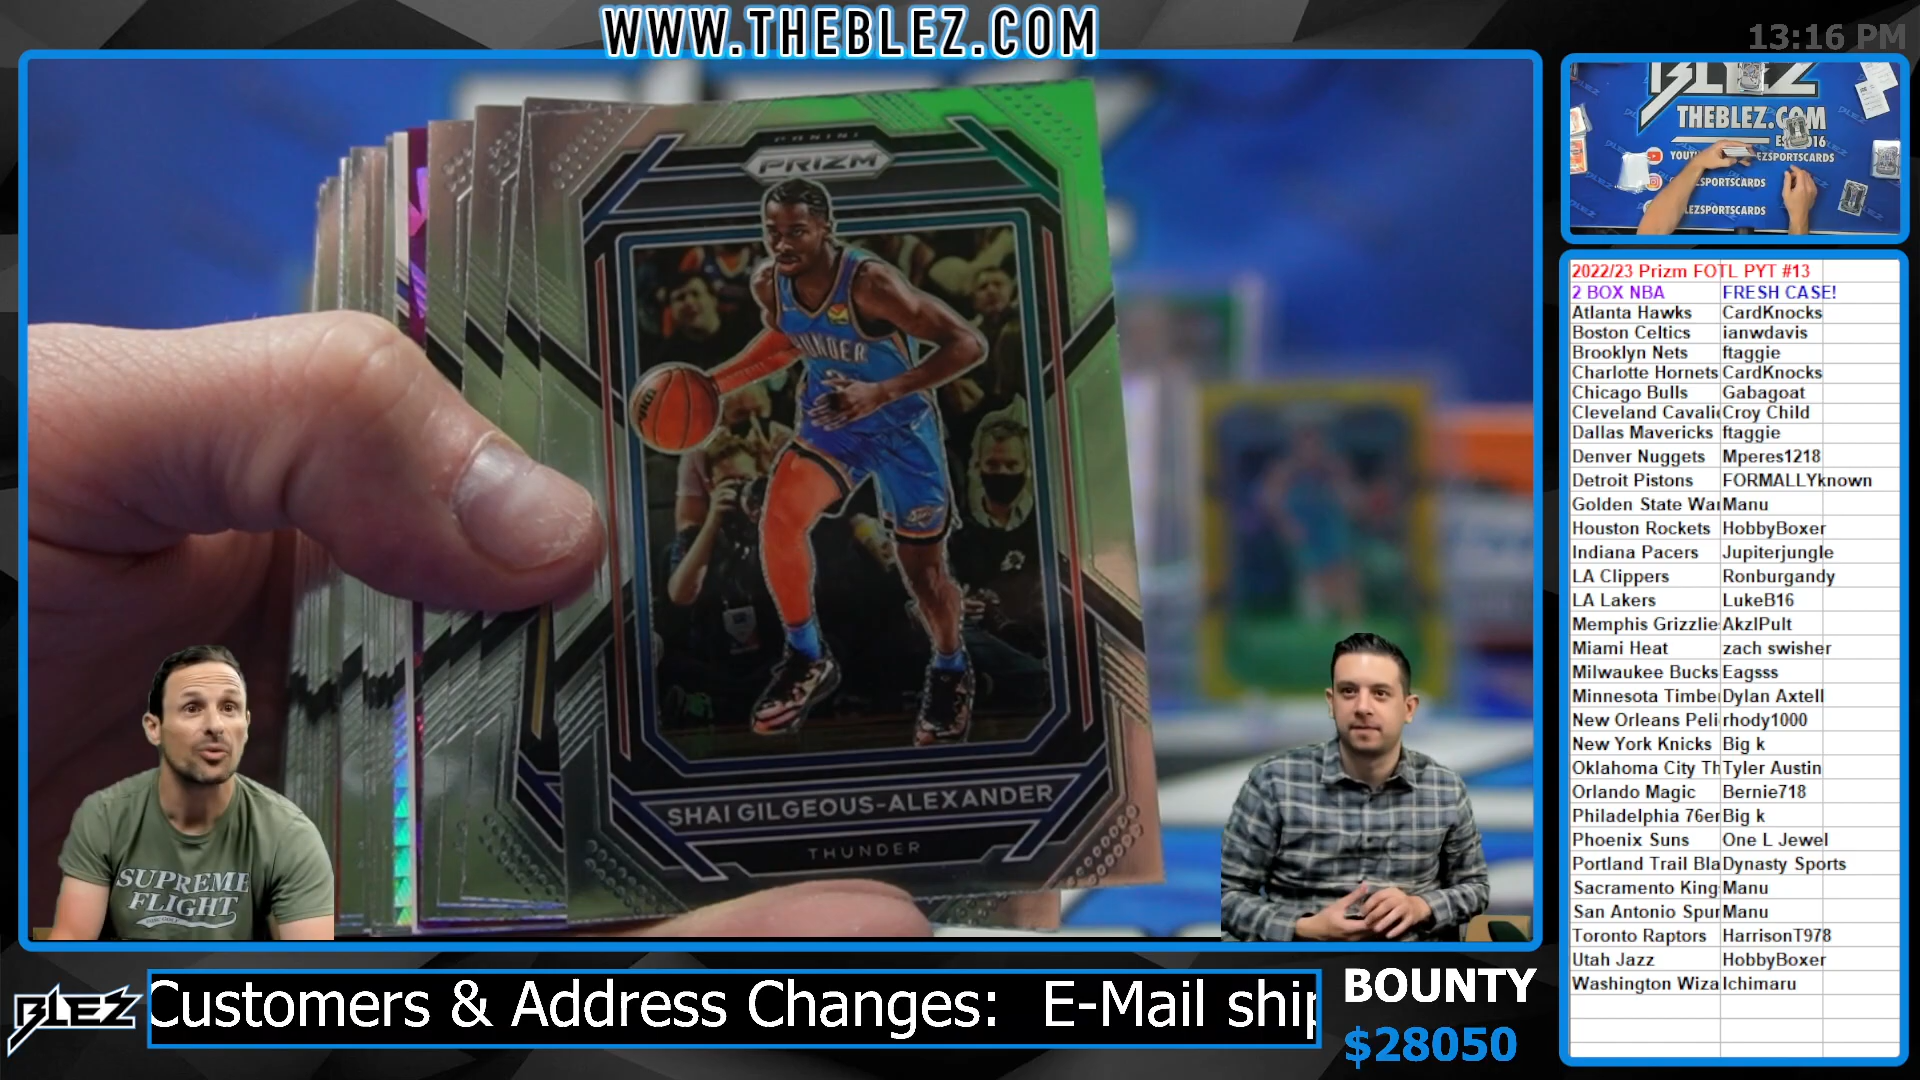 WWW.THEBLEZ.COM
13:16 PM
PANINI
PRIZM
THUNDER
SHAI GILGEOUS-ALEXANDER
THUNDER
SUPREME
FLIGHT
BLEZ
THEBLEZ.COM
2022/23 Prizm FOTL PYT #13
2 BOX NBA FRESH CASE!
Atlanta Hawks CardKnocks
Boston Celtics ianwdavis
Brooklyn Nets ftaggie
Charlotte Hornets CardKnocks
Chicago Bulls Gabagoat
Cleveland Cavali Croy Child
Dallas Mavericks ftaggie
Denver Nuggets Mperes1218
Detroit Pistons FORMALLYknown
Golden State War Manu
Houston Rockets HobbyBoxer
Indiana Pacers Jupiterjungle
LA Clippers Ronburgandy
LA Lakers LukeB16
Memphis Grizzlie AkzlPult
Miami Heat zach swisher
Milwaukee Bucks Eagsss
Minnesota Timbe Dylan Axtell
New Orleans Peli rhody1000
New York Knicks Big k
Oklahoma City Th Tyler Austin
Orlando Magic Bernie718
Philadelphia 76er Big k
Phoenix Suns One L Jewel
Portland Trail Bla Dynasty Sports
Sacramento King Manu
San Antonio Spur Manu
Toronto Raptors HarrisonT978
Utah Jazz HobbyBoxer
Washington Wiza Ichimaru
BLEZ
Customers & Address Changes: E-Mail ship
BOUNTY
$28050